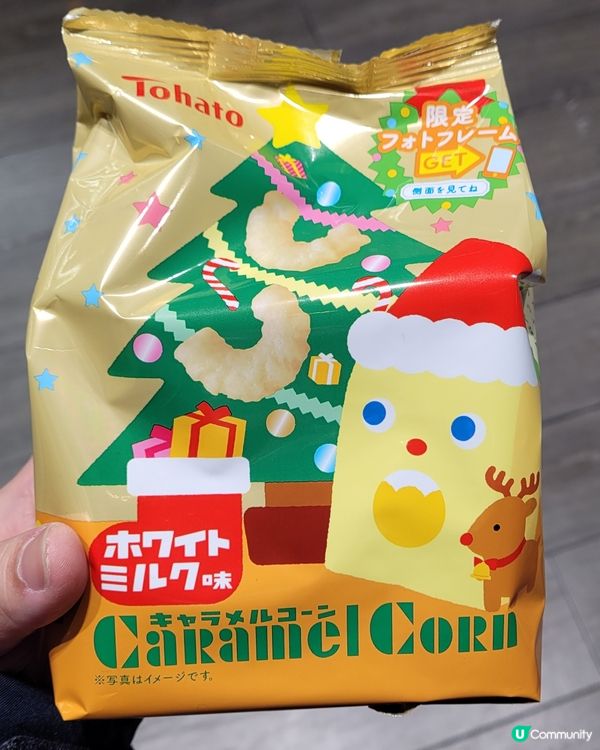 Tohato
限定
フォトフレーム
GET
側面を見てね
ホワイト
ミルク味
キャラメルコーン
Caramel Corn
※写真はイメージです。
U Community